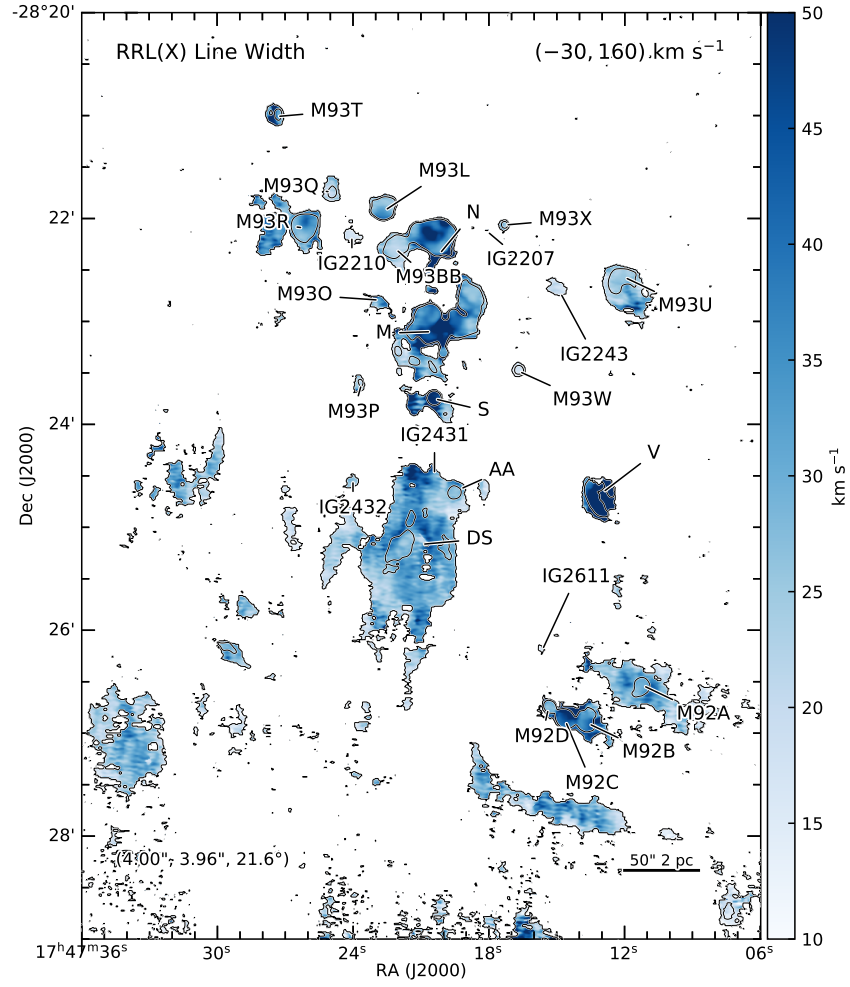 -28°20'
RRL(X) Line Width
(−30, 160) km s⁻¹
50
M93T
45
M93L
M93Q
N
22'
M93R
M93X
40
IG2210
IG2207
M93BB
M93O
M93U
M
IG2243
35
M93W
M93P
S
24'
IG2431
V
AA
30
km s⁻¹
Dec (J2000)
IG2432
DS
IG2611
25
26'
20
M92A
M92D
M92B
M92C
15
28'
(4.00", 3.96", 21.6°)
50" 2 pc
10
17ʰ47ᵐ36ˢ
30ˢ
24ˢ
18ˢ
12ˢ
06ˢ
RA (J2000)